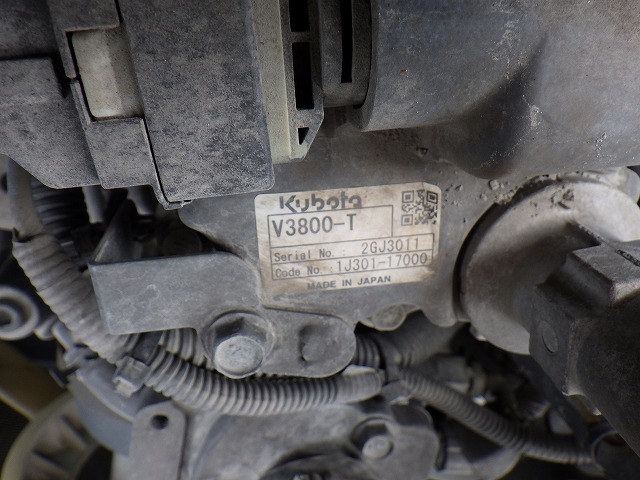 Kubota
V3800-T
Serial No. 2GJ3011
Code No. 1J301-17000
MADE IN JAPAN